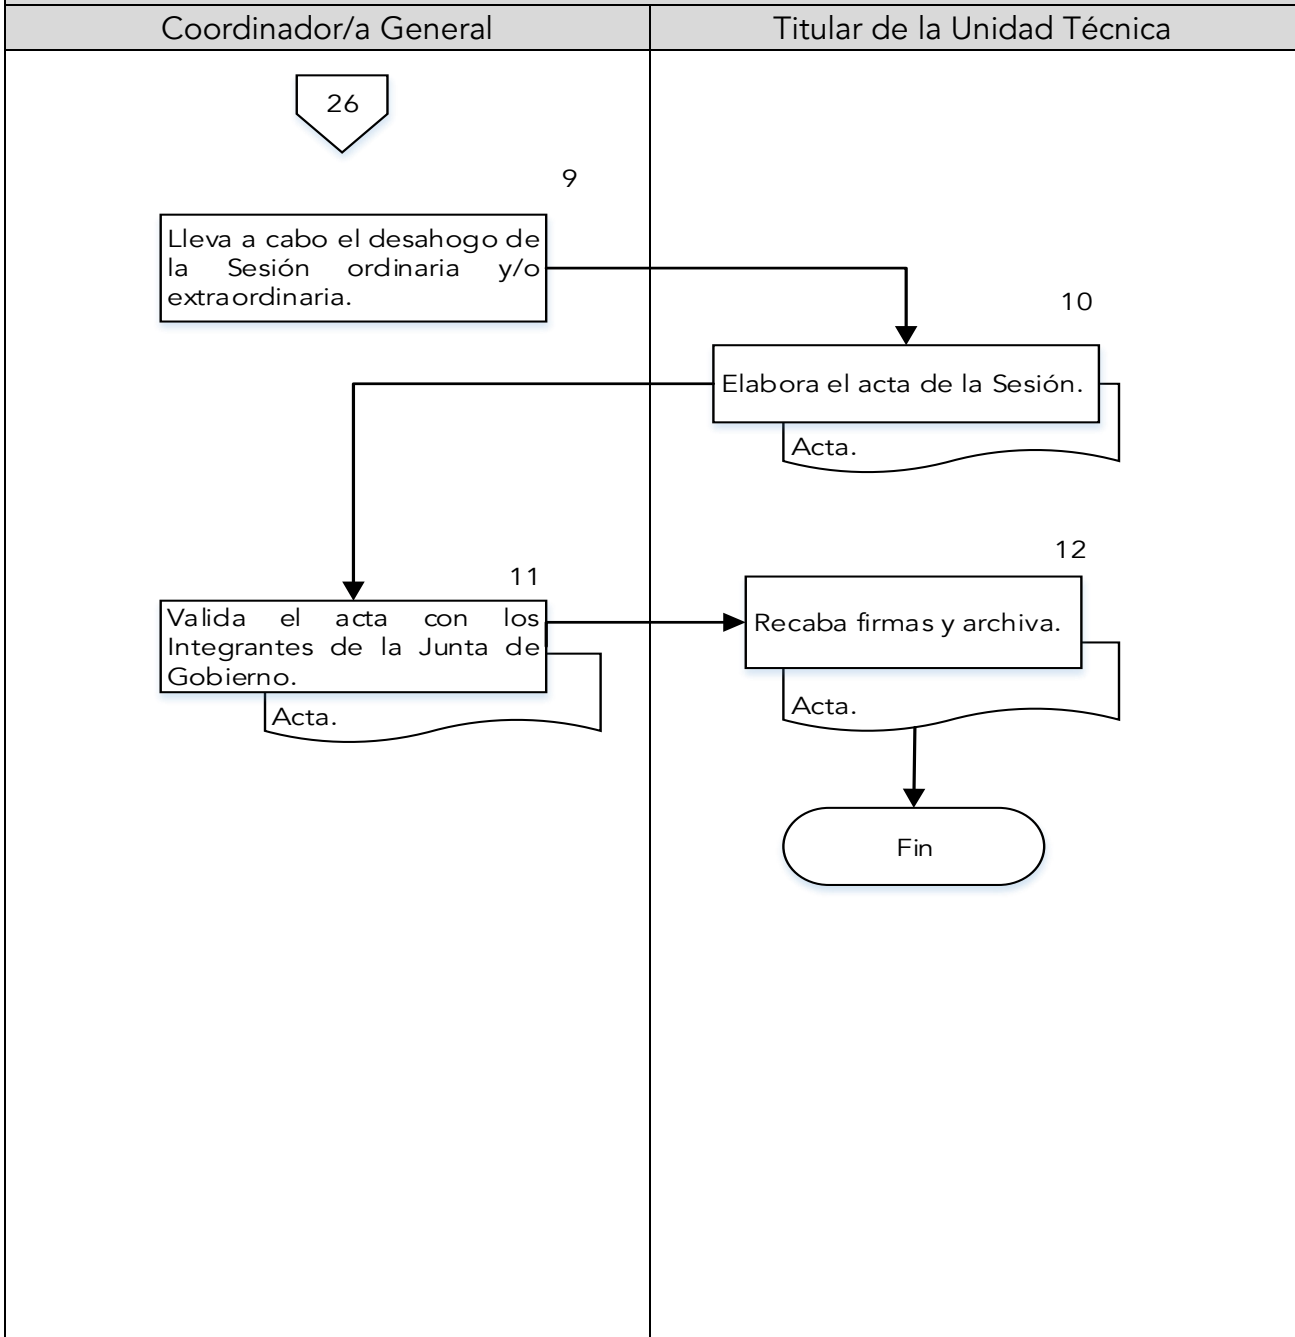 Coordinador/a General
Titular de la Unidad Técnica
26
9
Lleva a cabo el desahogo de
la Sesión ordinaria y/o
extraordinaria.
10
Elabora el acta de la Sesión.
Acta.
11
Valida el acta con los
Integrantes de la Junta de
Gobierno.
Acta.
12
Recaba firmas y archiva.
Acta.
Fin